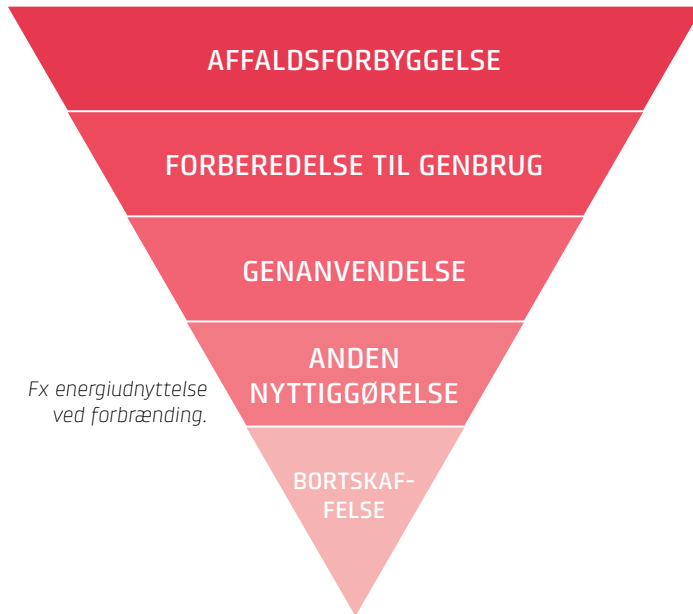 AFFALDSFORBYGGELSE
FORBEREDELSE TIL GENBRUG
GENANVENDELSE
ANDEN
NYTTIGGØRELSE
Fx energiudnyttelse
ved forbrænding.
BORTSKAF-
FELSE